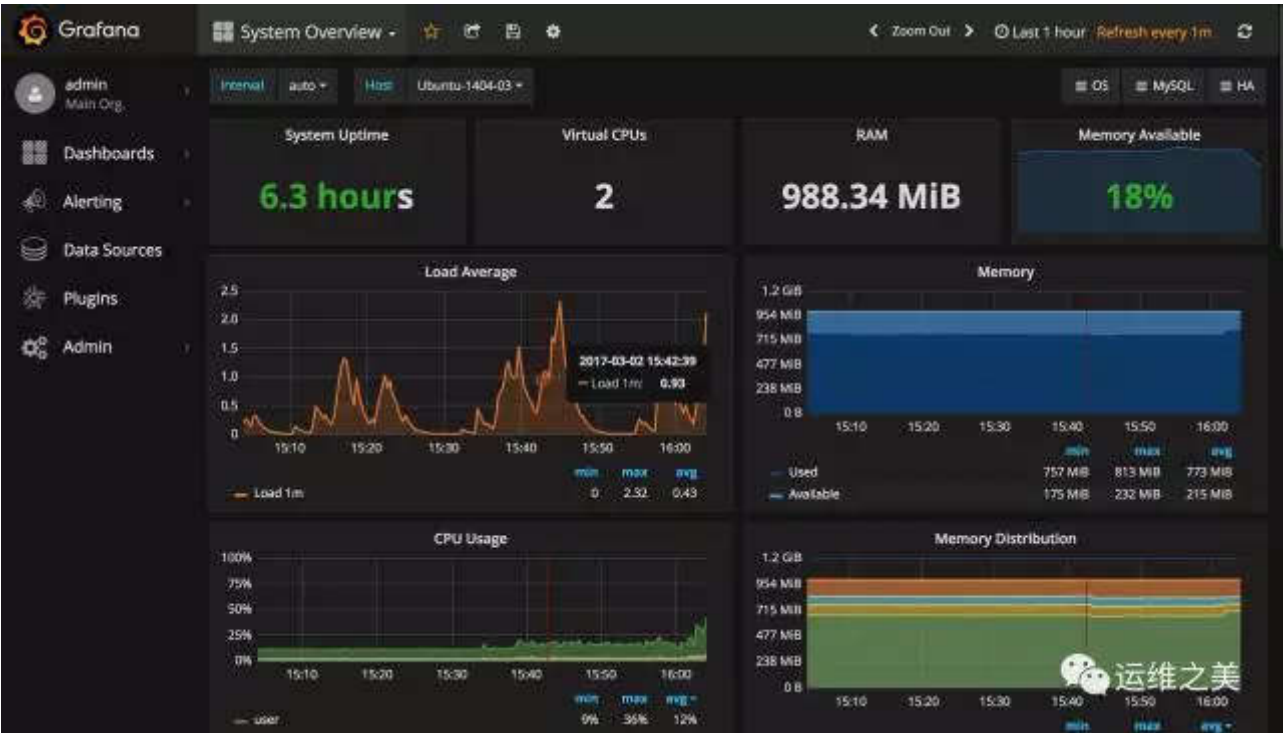 Grafana
System Overview
Zoom Out
Last 1 hour Refresh every 1m
admin
Main Org.
Dashboards
Alerting
Data Sources
Plugins
Admin
Interval auto Host Ubuntu-1404-03
OS MySQL HA
System Uptime
6.3 hours
Virtual CPUs
2
RAM
988.34 MiB
Memory Available
18%
Load Average
2.5
2.0
1.5
1.0
0.5
0
2017-03-02 15:42:39
Load 1m: 0.93
15:10 15:20 15:30 15:40 15:50 16:00
min max avg
Load 1m 0 2.32 0.43
Memory
1.2 GiB
954 MiB
715 MiB
477 MiB
238 MiB
0 B
15:10 15:20 15:30 15:40 15:50 16:00
min max avg
Used 757 MiB 813 MiB 773 MiB
Available 175 MiB 232 MiB 215 MiB
CPU Usage
100%
75%
50%
25%
0%
15:10 15:20 15:30 15:40 15:50 16:00
min max avg
user 9% 36% 12%
Memory Distribution
1.2 GiB
954 MiB
715 MiB
477 MiB
238 MiB
0 B
15:10 15:20 15:30 15:40 15:50 16:00
min max avg
运维之美